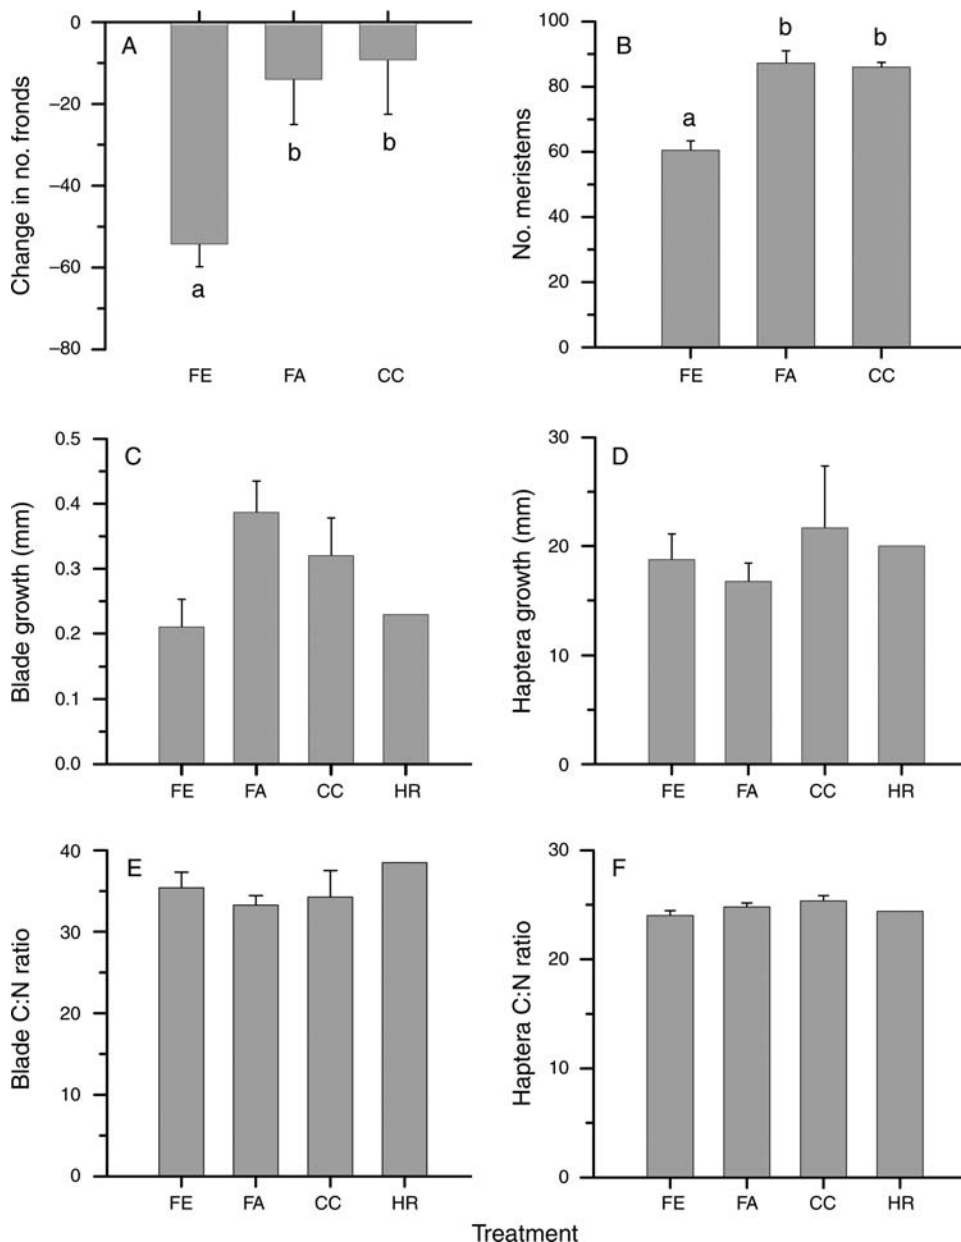 A
Change in no. fronds
0
−20
−40
−60
−80
a
b
b
FE FA CC
B
No. meristems
100
80
60
40
20
0
a
b
b
FE FA CC
C
Blade growth (mm)
0.5
0.4
0.3
0.2
0.1
0.0
FE FA CC HR
D
Haptera growth (mm)
30
20
10
0
FE FA CC HR
E
Blade C:N ratio
40
30
20
10
0
FE FA CC HR
F
Haptera C:N ratio
30
20
10
0
FE FA CC HR
Treatment